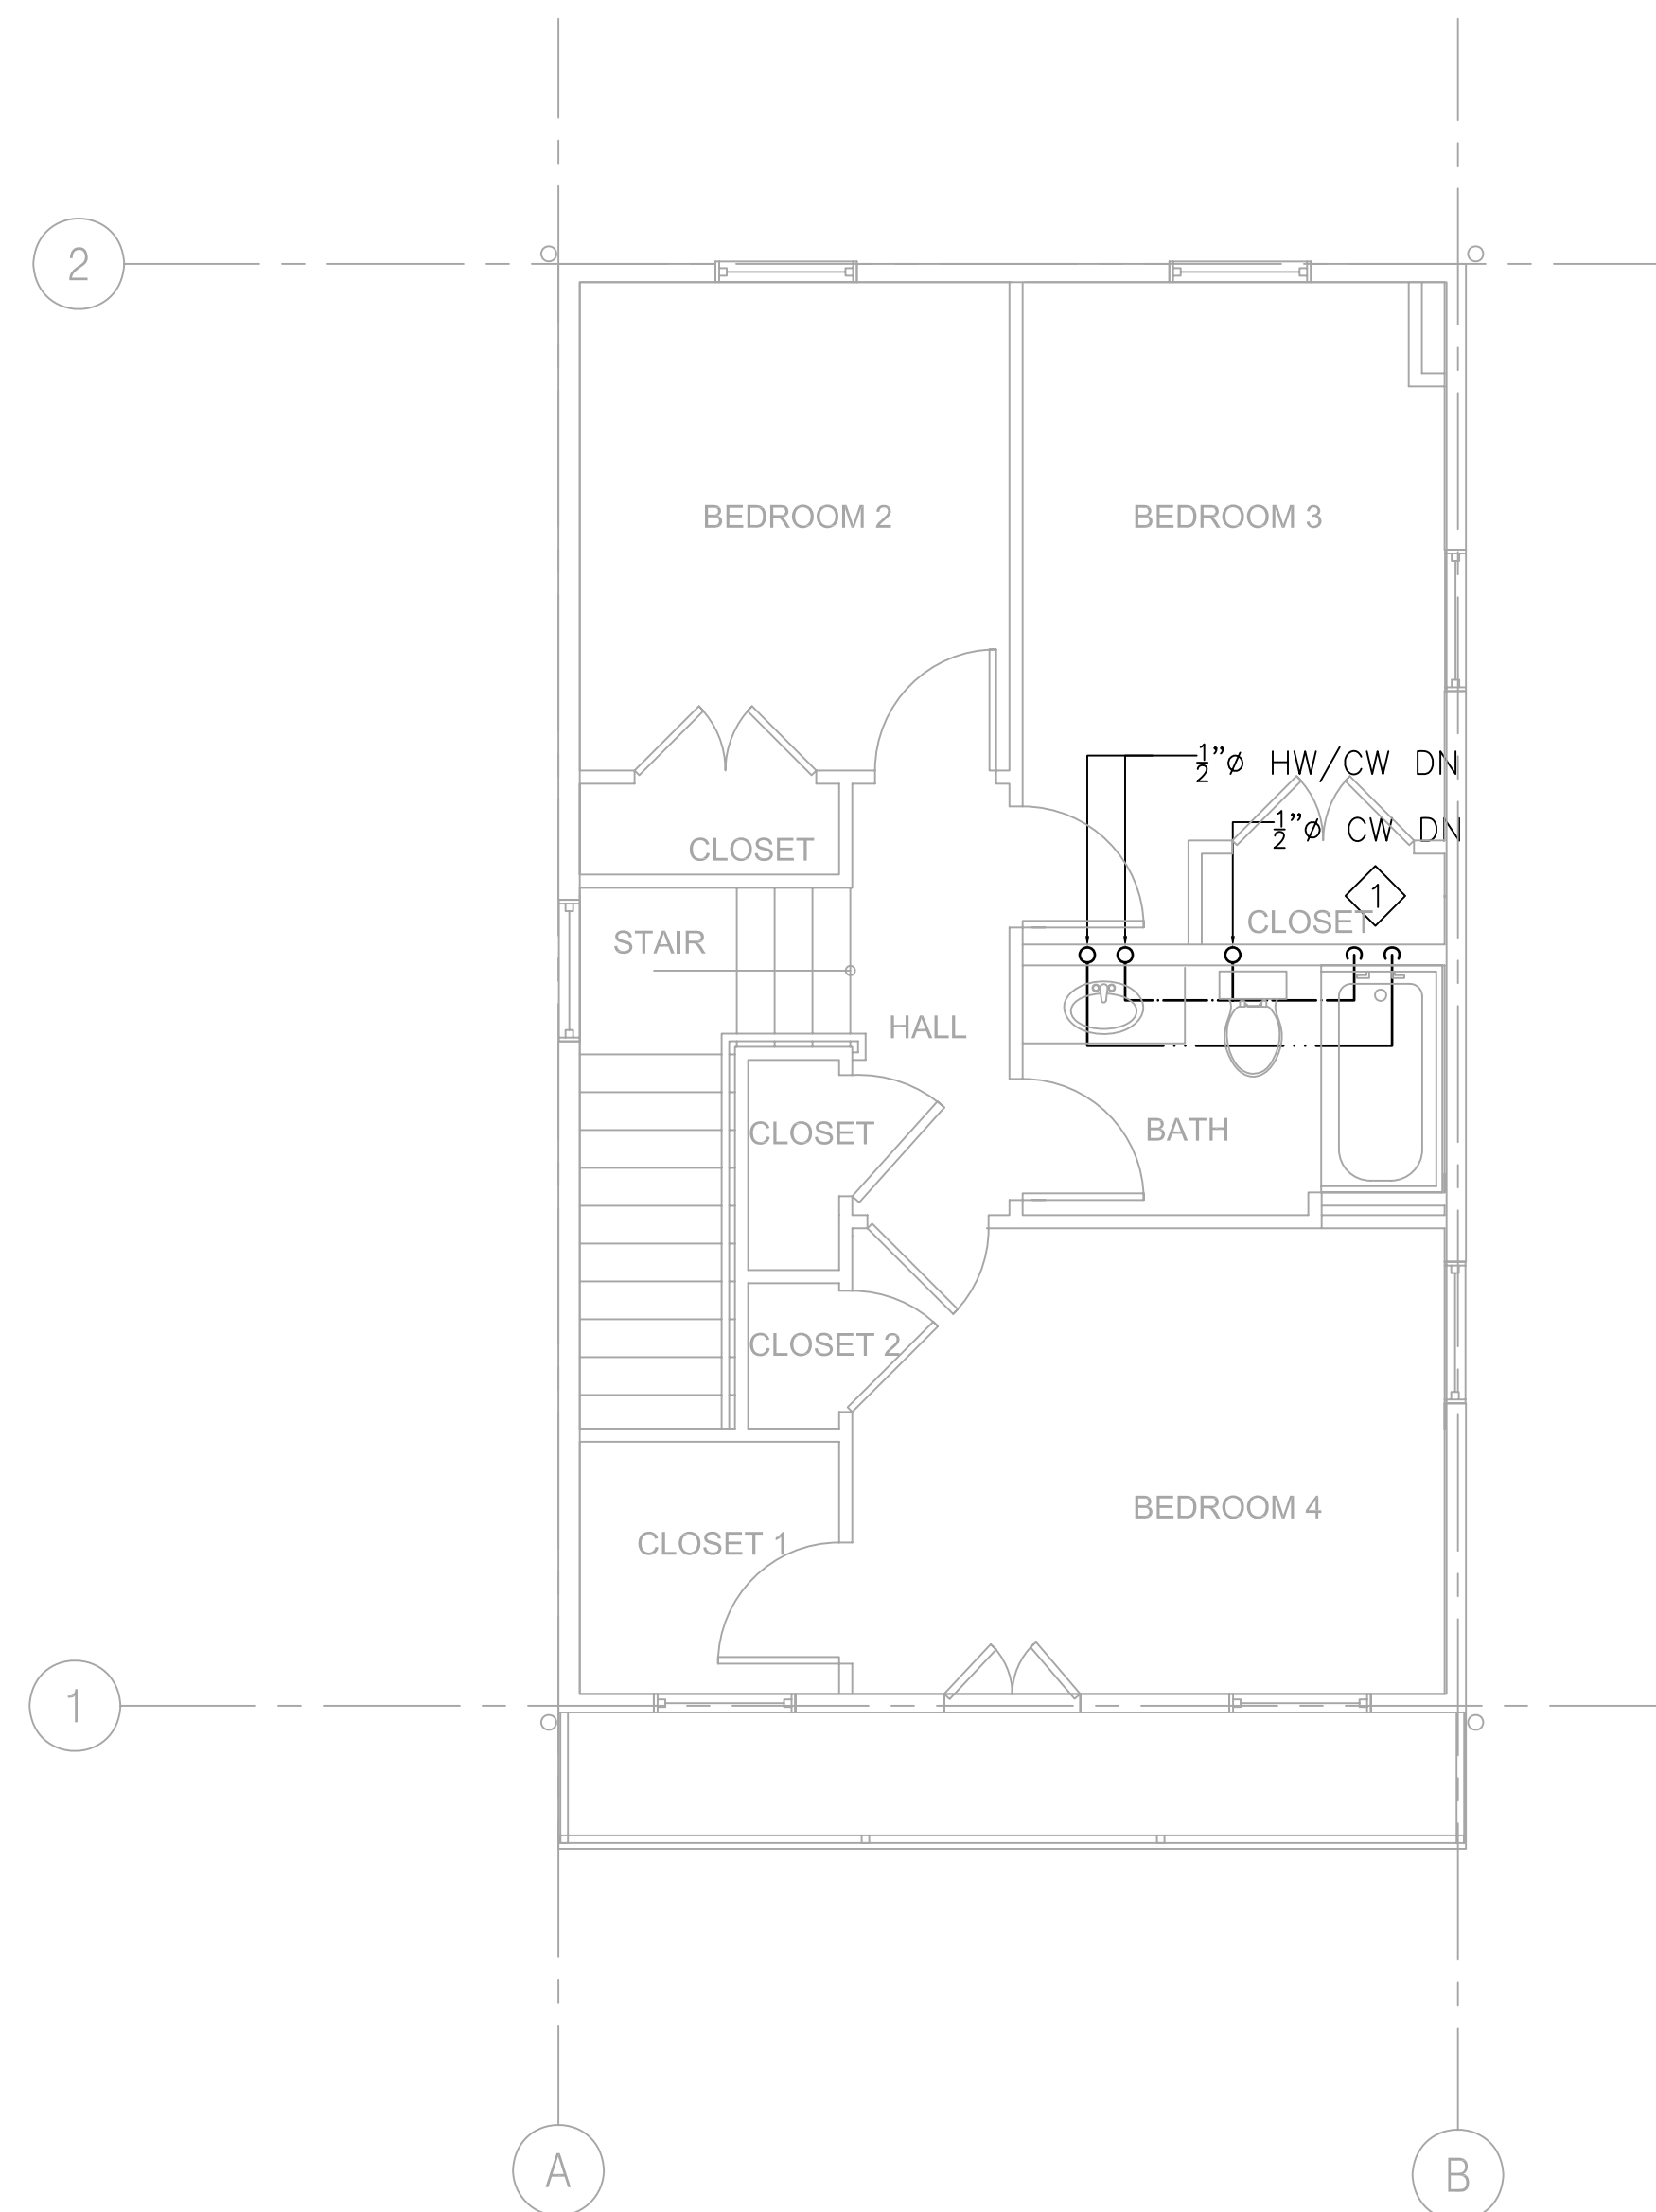 2
BEDROOM 2
BEDROOM 3
½"ø HW/CW DN
½"ø CW DN
CLOSET
1
CLOSET
STAIR
HALL
BATH
CLOSET
CLOSET 2
BEDROOM 4
CLOSET 1
1
A
B